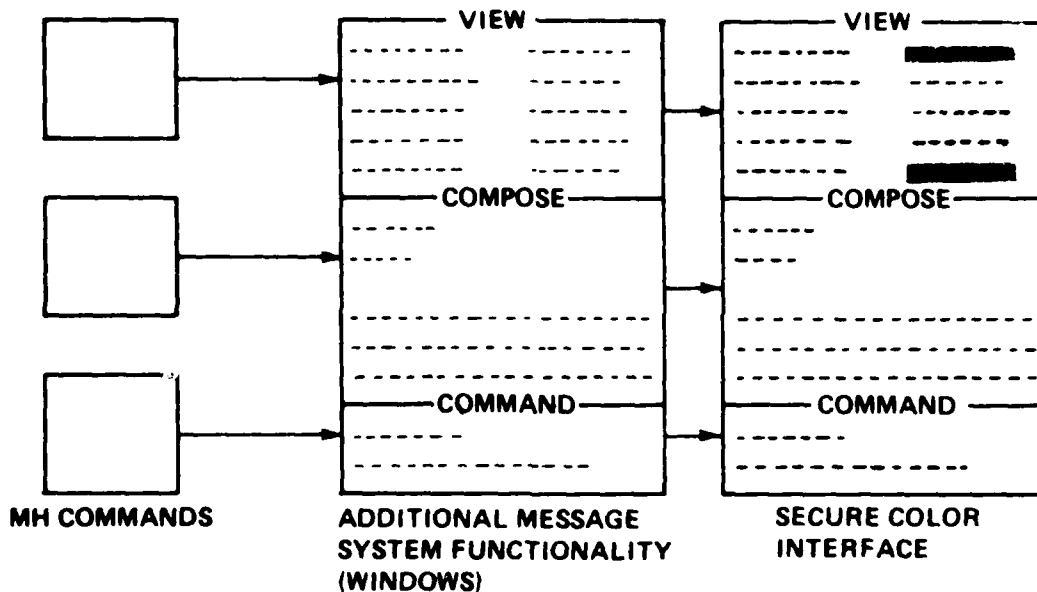 VIEW
VIEW
COMPOSE
COMPOSE
COMMAND
COMMAND
MH COMMANDS
ADDITIONAL MESSAGE
SYSTEM FUNCTIONALITY
(WINDOWS)
SECURE COLOR
INTERFACE